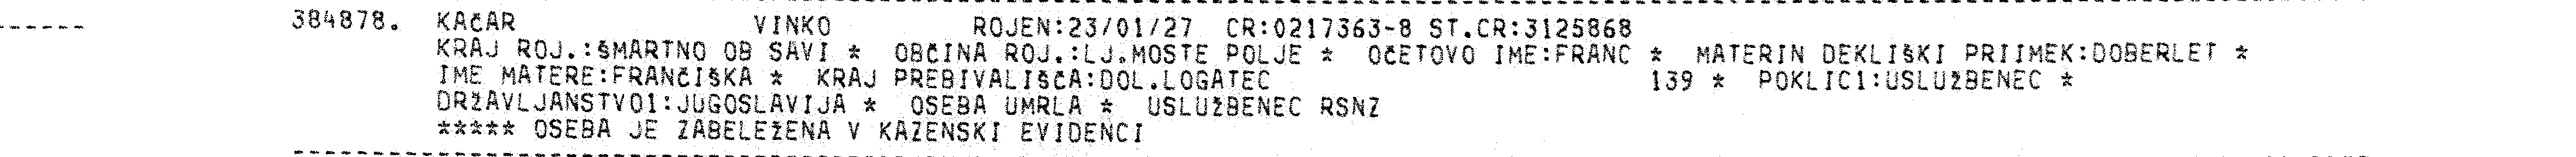 384878. KAČAR VINKO ROJEN:23/01/27 CR:0217363-8 ST.CR:3125868
KRAJ ROJ.:ŠMARTNO OB SAVI * OBČINA ROJ.:LJ.MOSTE POLJE * OČETOVO IME:FRANC * MATERIN DEKLIŠKI PRIIMEK:DOBERLET *
IME MATERE:FRANČIŠKA * KRAJ PREBIVALIŠČA:DOL.LOGATEC 139 * POKLIC1:USLUŽBENEC *
DRŽAVLJANSTVO1:JUGOSLAVIJA * OSEBA UMRLA * USLUŽBENEC RSNZ
***** OSEBA JE ZABELEŽENA V KAZENSKI EVIDENCI